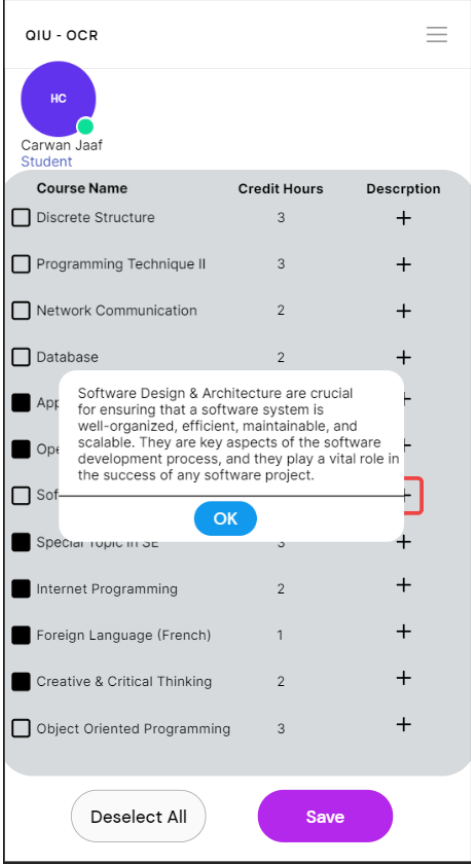 QIU - OCR
HC
Carwan Jaaf
Student
Course Name Credit Hours Descrption
Discrete Structure 3 +
Programming Technique II 3 +
Network Communication 2 +
Database 2 +
Software Design & Architecture are crucial
for ensuring that a software system is
well-organized, efficient, maintainable, and
scalable. They are key aspects of the software
development process, and they play a vital role in
the success of any software project.
OK
Special Topic in SE 3 +
Internet Programming 2 +
Foreign Language (French) 1 +
Creative & Critical Thinking 2 +
Object Oriented Programming 3 +
Deselect All Save